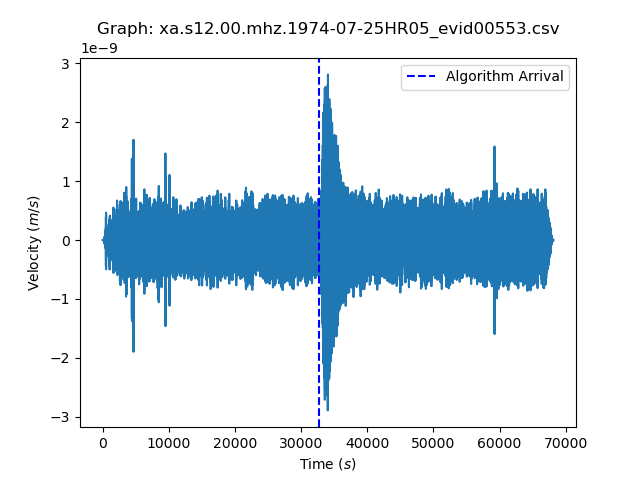 Graph: xa.s12.00.mhz.1974-07-25HR05_evid00553.csv
1e−9
Algorithm Arrival
3
2
1
0
−1
−2
−3
Velocity (m/s)
0 10000 20000 30000 40000 50000 60000 70000
Time (s)